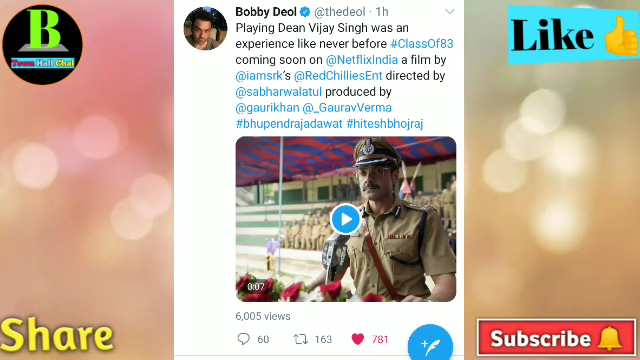 B
Town Hall Chal
Bobby Deol @thedeol · 1h
Playing Dean Vijay Singh was an
experience like never before #ClassOf83
coming soon on @NetflixIndia a film by
@iamsrk's @RedChilliesEnt directed by
@sabharwalatul produced by
@gaurikhan @_GauravVerma
#bhupendrajadawat #hiteshbhojraj
0:07
6,005 views
60 163 781
Like
Share
Subscribe